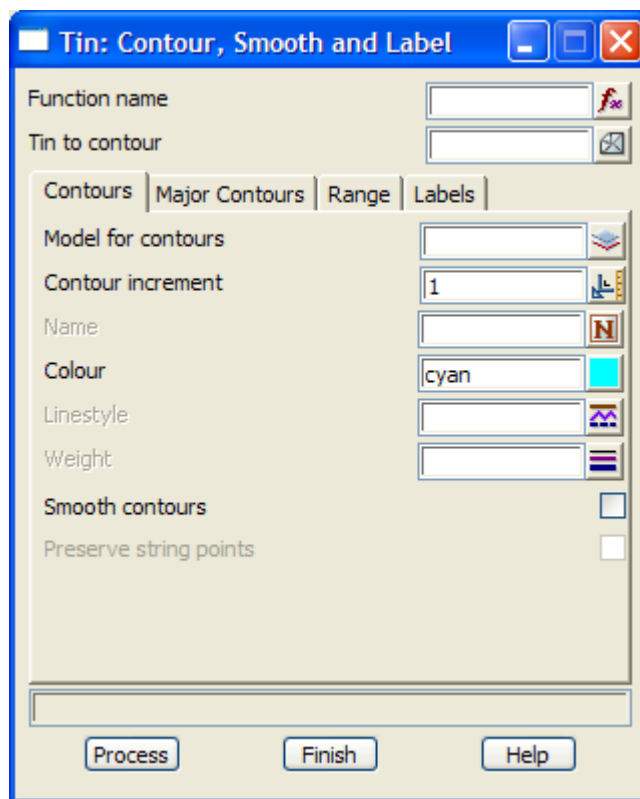 Tin: Contour, Smooth and Label
Function name
Tin to contour
Contours Major Contours Range Labels
Model for contours
Contour increment 1
Name N
Colour cyan
Linestyle
Weight
Smooth contours
Preserve string points
Process Finish Help